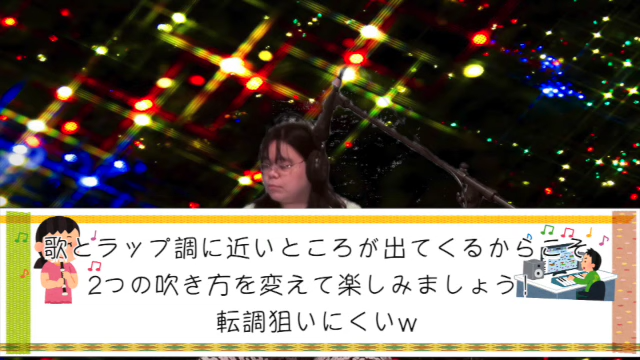 歌とラップ調に近いところが出てくるからこそ
2つの吹き方を変えて楽しみましょう!
転調狙いにくいw